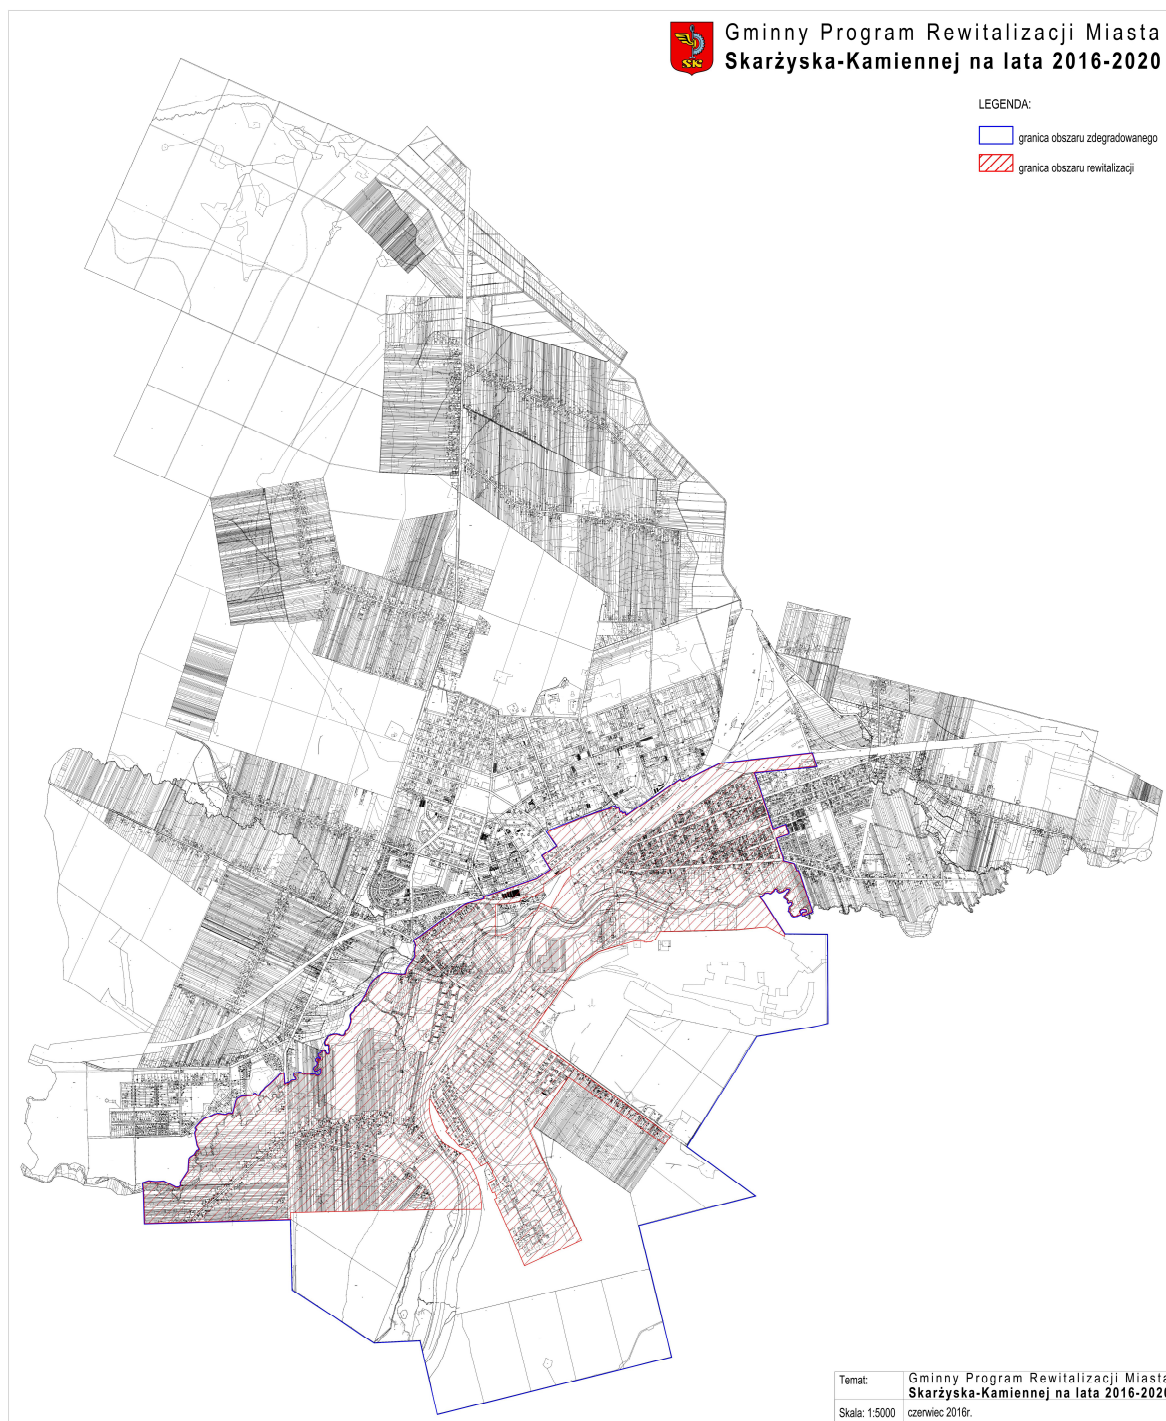 Gminny Program Rewitalizacji Miasta
Skarżyska-Kamiennej na lata 2016-2020
SK
LEGENDA:
granica obszaru zdegradowanego
granica obszaru rewitalizacji
Temat:
Gminny Program Rewitalizacji Miasta
Skarżyska-Kamiennej na lata 2016-2020
Skala: 1:5000
czerwiec 2016r.